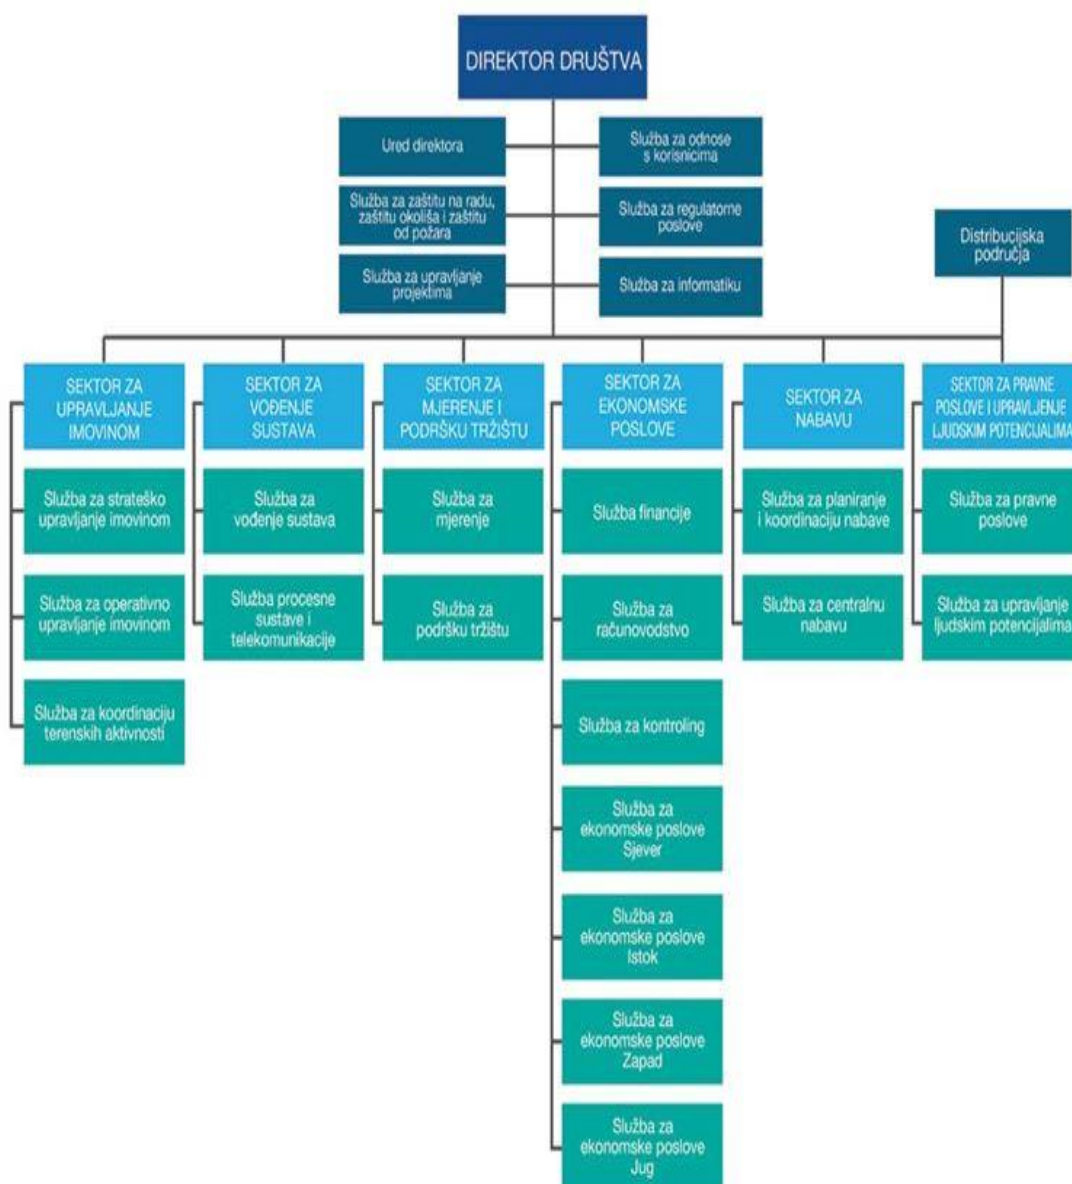 DIREKTOR DRUŠTVA
Ured direktora
Služba za odnose
s korisnicima
Služba za zaštitu na radu,
zaštitu okoliša i zaštitu
od požara
Služba za regulatorne
poslove
Služba za upravljanje
projektima
Služba za informatiku
Distribucijska
područja
SEKTOR ZA
UPRAVLJANJE
IMOVINOM
Služba za strateško
upravljanje imovinom
Služba za operativno
upravljanje imovinom
Služba za koordinaciju
terenskih aktivnosti
SEKTOR ZA
VOĐENJE
SUSTAVA
Služba za
vođenje sustava
Služba procesne
sustave i
telekomunikacije
SEKTOR ZA
MJERENJE I
PODRŠKU TRŽIŠTU
Služba za
mjerenje
Služba za
podršku tržištu
SEKTOR ZA
EKONOMSKE
POSLOVE
Služba financije
Služba za
računovodstvo
Služba za kontroling
Služba za
ekonomske poslove
Sjever
Služba za
ekonomske poslove
Istok
Služba za
ekonomske poslove
Zapad
Služba za
ekonomske poslove
Jug
SEKTOR ZA
NABAVU
Služba za planiranje
i koordinaciju nabave
Služba za centralnu
nabavu
SEKTOR ZA PRAVNE
POSLOVE I UPRAVLJENJE
LJUDSKIM POTENCIJALIMA
Služba za pravne
poslove
Služba za upravljanje
ljudskim potencijalima